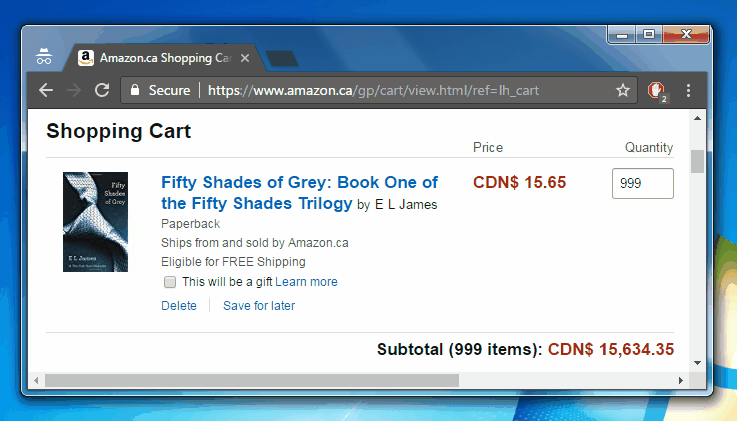 Amazon.ca Shopping Car
Secure https://www.amazon.ca/gp/cart/view.html/ref=lh_cart
2
Shopping Cart
Price Quantity
Fifty Shades of Grey: Book One of
the Fifty Shades Trilogy by E L James
CDN$ 15.65
999
Fifty
Shades
of Grey
E L James
Paperback
Ships from and sold by Amazon.ca
Eligible for FREE Shipping
This will be a gift Learn more
Delete Save for later
Subtotal (999 items): CDN$ 15,634.35